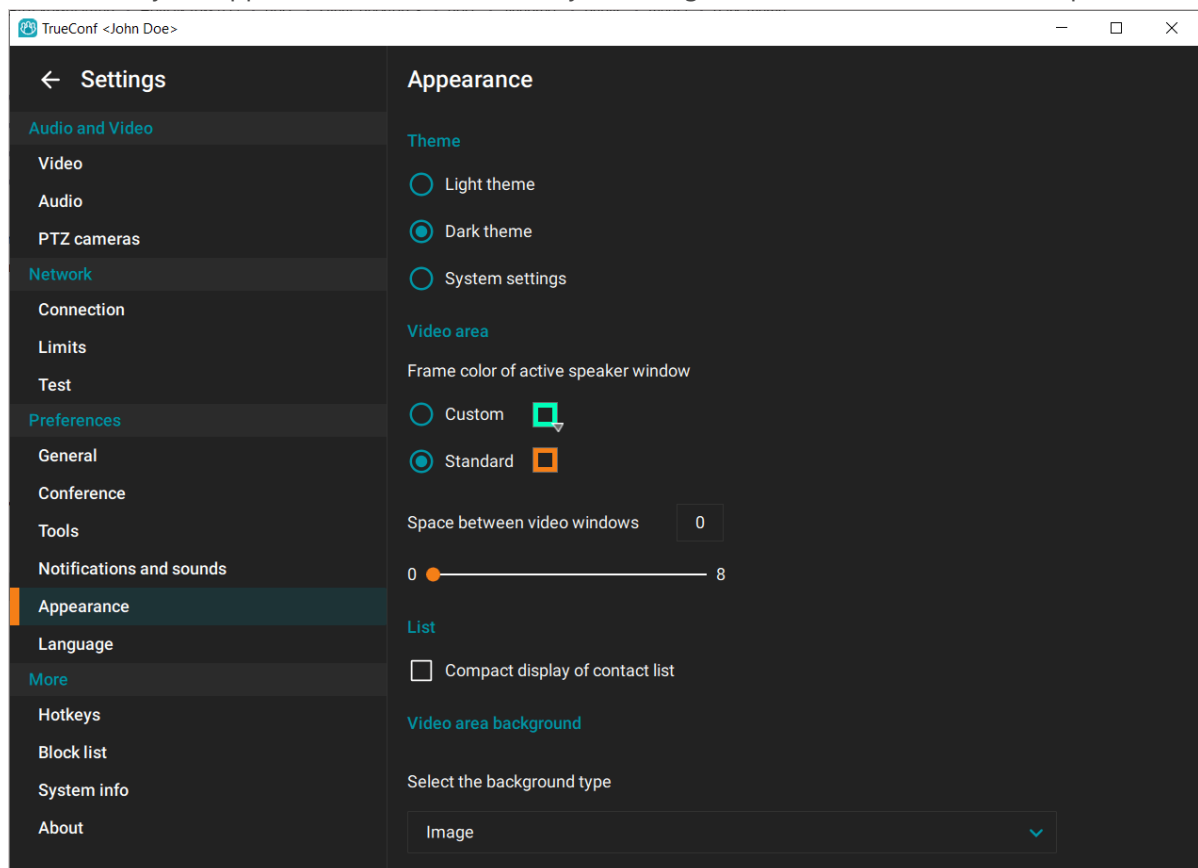 TrueConf <John Doe>
Settings
Audio and Video
Video
Audio
PTZ cameras
Network
Connection
Limits
Test
Preferences
General
Conference
Tools
Notifications and sounds
Appearance
Language
More
Hotkeys
Block list
System info
About
Appearance
Theme
Light theme
Dark theme
System settings
Video area
Frame color of active speaker window
Custom
Standard
Space between video windows 0
0 8
List
Compact display of contact list
Video area background
Select the background type
Image